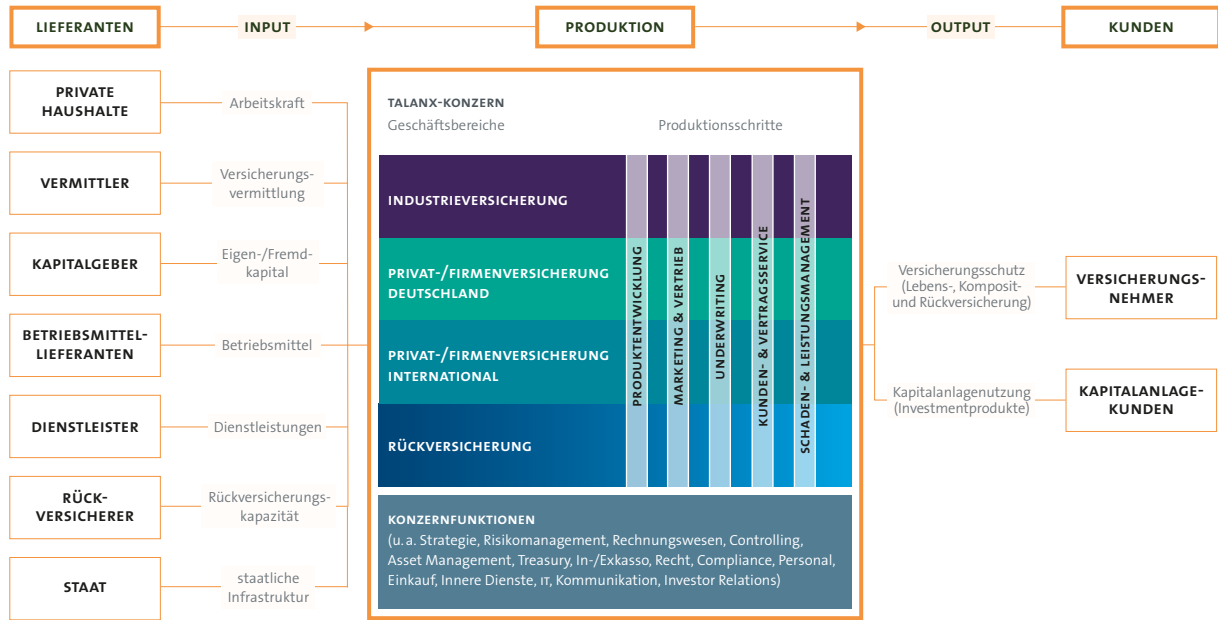 LIEFERANTEN
INPUT
PRODUKTION
OUTPUT
KUNDEN
PRIVATE
HAUSHALTE
Arbeitskraft
VERMITTLER
Versicherungs-
vermittlung
KAPITALGEBER
Eigen-/Fremd-
kapital
BETRIEBSMITTEL-
LIEFERANTEN
Betriebsmittel
DIENSTLEISTER
Dienstleistungen
RÜCK-
VERSICHERER
Rückversicherungs-
kapazität
STAAT
staatliche
Infrastruktur
TALANX-KONZERN
Geschäftsbereiche
Produktionsschritte
INDUSTRIEVERSICHERUNG
PRIVAT-/FIRMENVERSICHERUNG
DEUTSCHLAND
PRIVAT-/FIRMENVERSICHERUNG
INTERNATIONAL
RÜCKVERSICHERUNG
PRODUKTENTWICKLUNG
MARKETING & VERTRIEB
UNDERWRITING
KUNDEN- & VERTRAGSSERVICE
SCHADEN- & LEISTUNGSMANAGEMENT
KONZERNFUNKTIONEN
(u. a. Strategie, Risikomanagement, Rechnungswesen, Controlling,
Asset Management, Treasury, In-/Exkasso, Recht, Compliance, Personal,
Einkauf, Innere Dienste, IT, Kommunikation, Investor Relations)
Versicherungsschutz
(Lebens-, Komposit-
und Rückversicherung)
VERSICHERUNGS-
NEHMER
Kapitalanlagenutzung
(Investmentprodukte)
KAPITALANLAGE-
KUNDEN